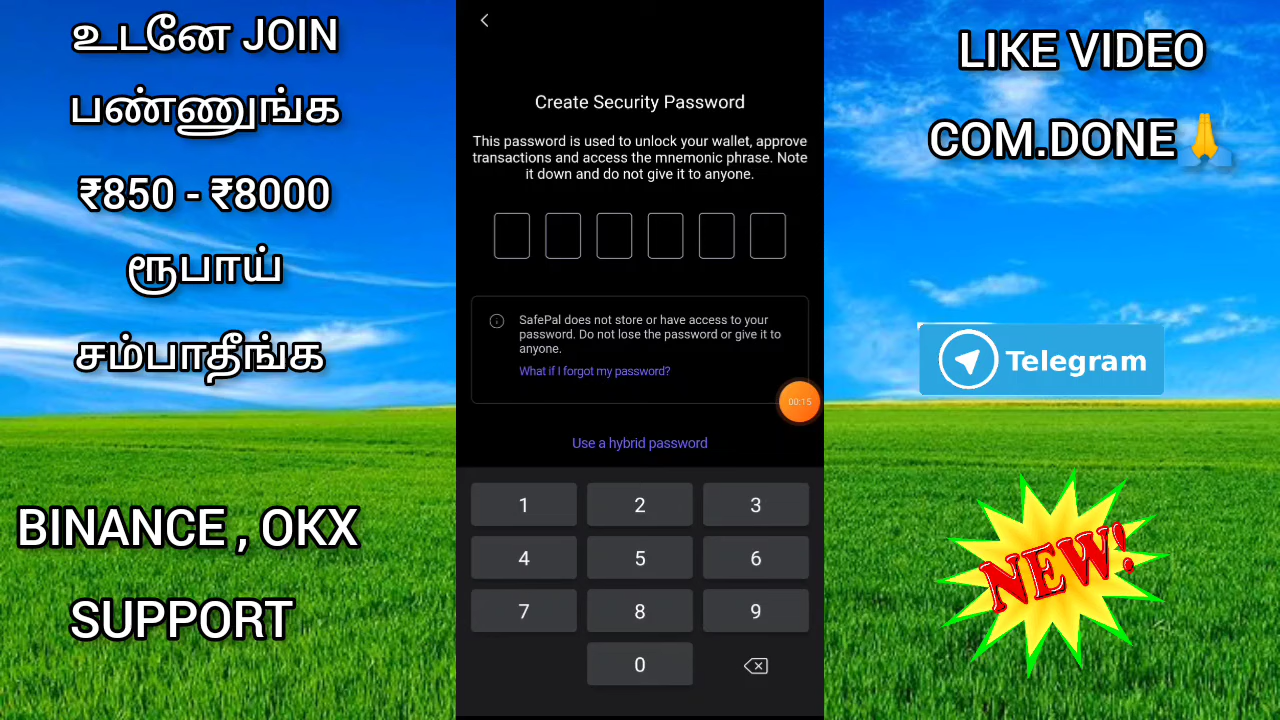 உடனே JOIN
பண்ணுங்க
₹850 - ₹8000
ரூபாய்
சம்பாதீங்க
BINANCE , OKX
SUPPORT
Create Security Password
This password is used to unlock your wallet, approve
transactions and access the mnemonic phrase. Note
it down and do not give it to anyone.
SafePal does not store or have access to your
password. Do not lose the password or give it to
anyone.
What if I forgot my password?
00:15
Use a hybrid password
1 2 3
4 5 6
7 8 9
0
LIKE VIDEO
COM.DONE🙏
Telegram
NEW!